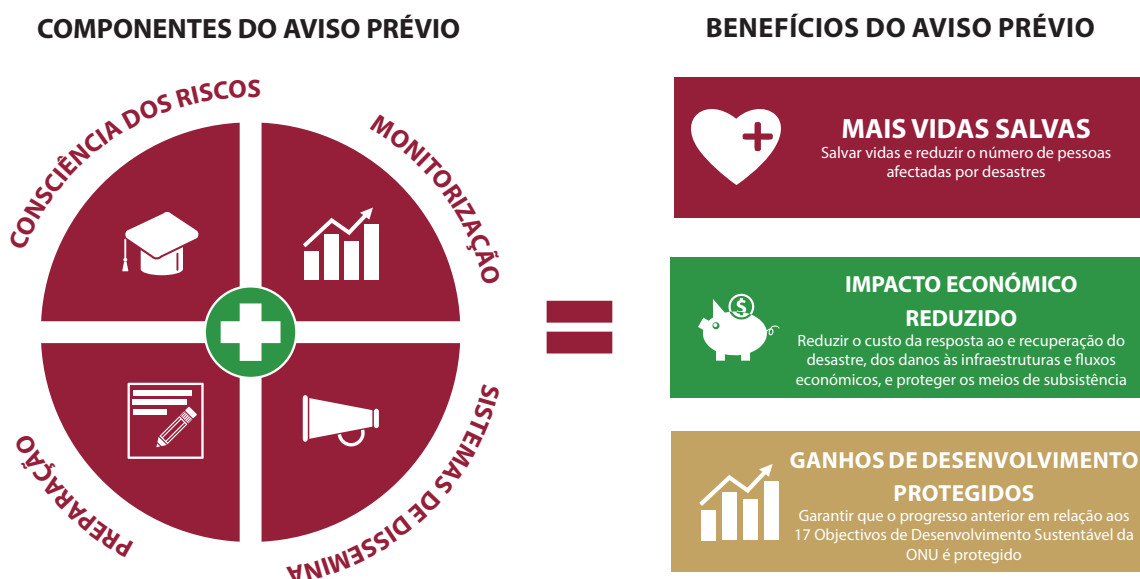 COMPONENTES DO AVISO PRÉVIO
CONSCIÊNCIA DOS RISCOS
MONITORIZAÇÃO
PREPARAÇÃO
SISTEMAS DE DISSEMINA
BENEFÍCIOS DO AVISO PRÉVIO
MAIS VIDAS SALVAS
Salvar vidas e reduzir o número de pessoas
afectadas por desastres
$
IMPACTO ECONÓMICO
REDUZIDO
Reduzir o custo da resposta ao e recuperação do
desastre, dos danos às infraestruturas e fluxos
económicos, e proteger os meios de subsistência
GANHOS DE DESENVOLVIMENTO
PROTEGIDOS
Garantir que o progresso anterior em relação aos
17 Objectivos de Desenvolvimento Sustentável da
ONU é protegido